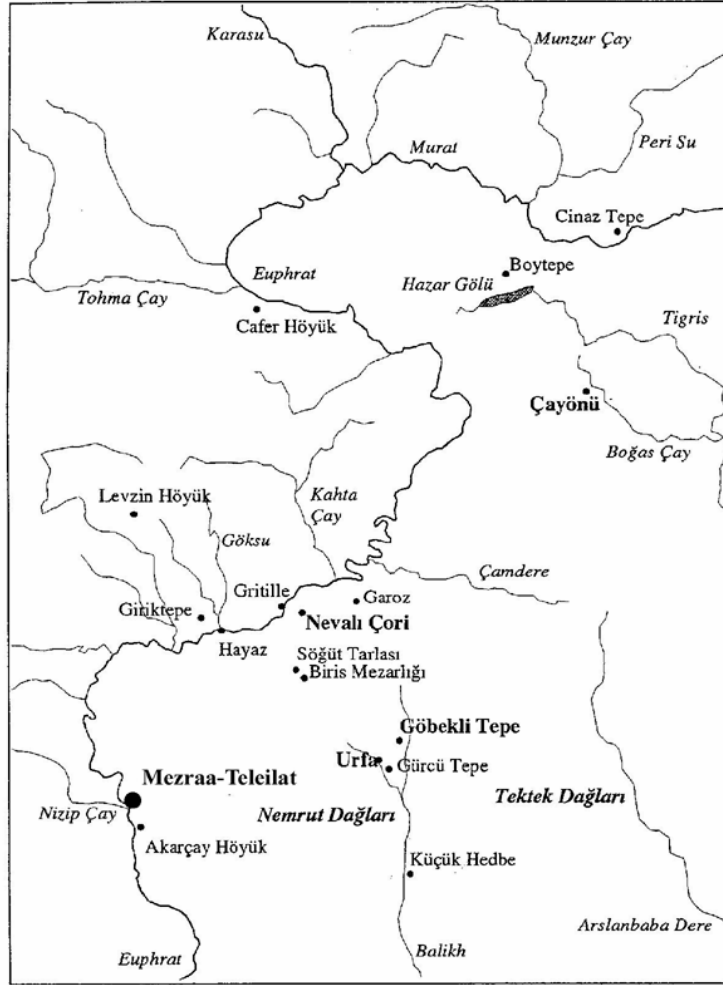 Karasu
Munzur Çay
Murat
Peri Su
Cinaz Tepe
Euphrat
Boytepe
Hazar Gölü
Tohma Çay
Cafer Höyük
Tigris
Çayönü
Boğas Çay
Levzin Höyük
Kahta
Çay
Göksu
Çamdere
Gritille
Garoz
Giriktepe
Nevalı Çori
Hayaz
Söğüt Tarlası
Biris Mezarlığı
Göbekli Tepe
Urfa
Gürcü Tepe
Mezraa-Teleilat
Tektek Dağları
Nizip Çay
Nemrut Dağları
Akarçay Höyük
Küçük Hedbe
Arslanbaba Dere
Euphrat
Balikh